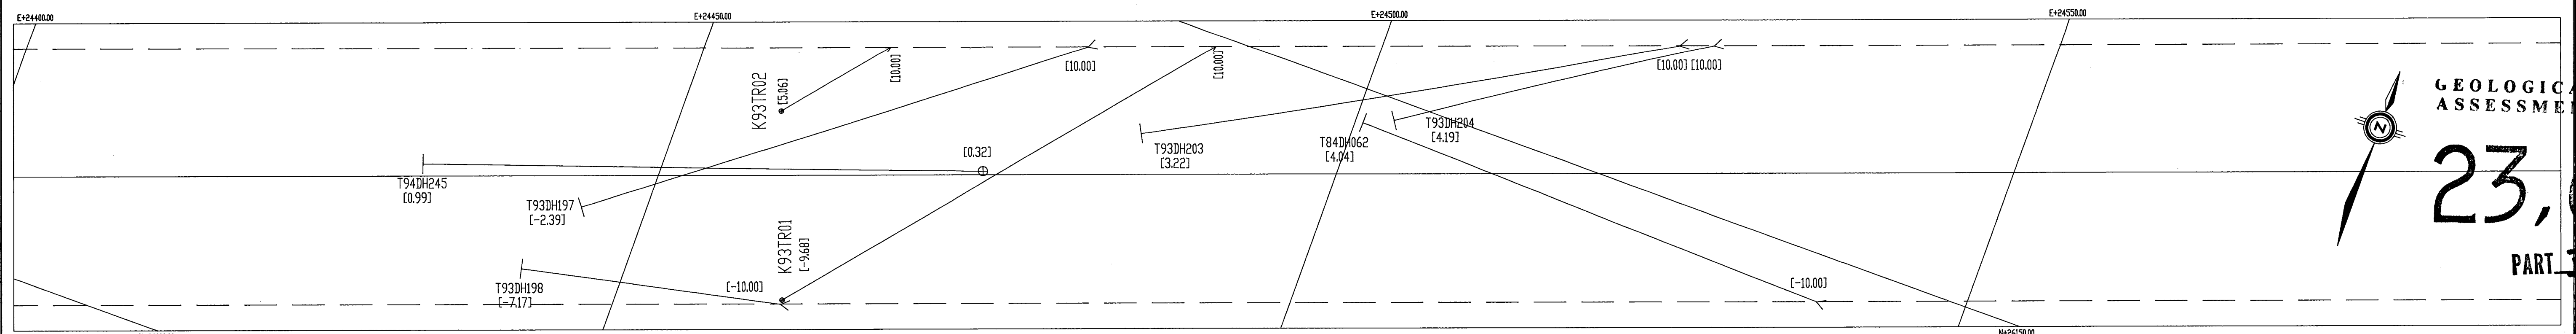 E+24400.00
E+24450.00
E+24500.00
E+24550.00
K93TR02
[5.06]
[10.00]
[10.00]
[10.00]
[10.00] [10.00]
T93DH204
[4.19]
T84DH062
[4.04]
T93DH203
[3.22]
[0.32]
T94DH245
[0.99]
T93DH197
[-2.39]
K93TR01
[-9.68]
T93DH198
[-7.17]
[-10.00]
[-10.00]
N+26150.00
N
GEOLOGICA
ASSESSME
23,
PART